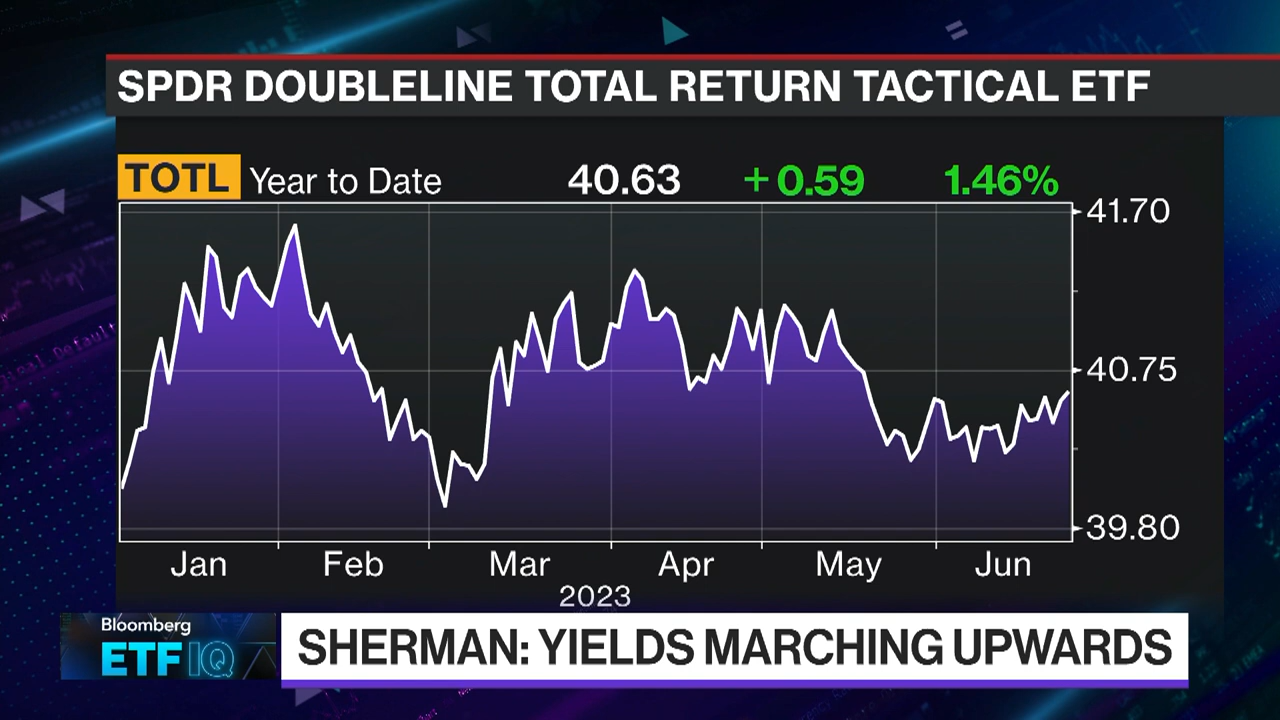 SPDR DOUBLELINE TOTAL RETURN TACTICAL ETF
TOTL Year to Date 40.63 +0.59 1.46%
41.70
40.75
39.80
Jan Feb Mar Apr May Jun
2023
Bloomberg
ETF IQ
SHERMAN: YIELDS MARCHING UPWARDS